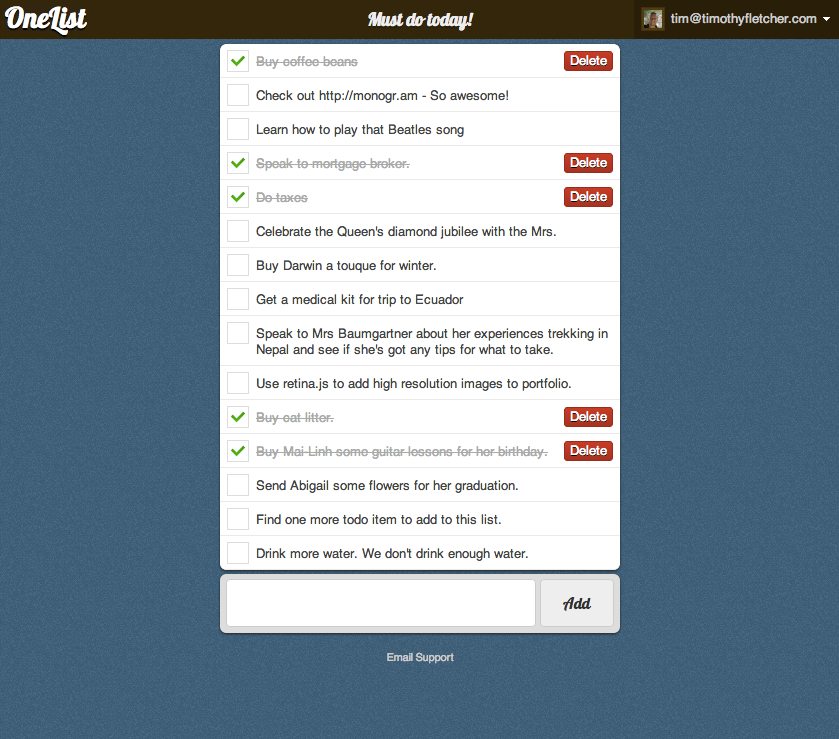 OneList
Must do today!
tim@timothyfletcher.com
Buy coffee beans
Delete
Check out http://monogr.am - So awesome!
Learn how to play that Beatles song
Speak to mortgage broker.
Delete
Do taxes
Delete
Celebrate the Queen's diamond jubilee with the Mrs.
Buy Darwin a touque for winter.
Get a medical kit for trip to Ecuador
Speak to Mrs Baumgartner about her experiences trekking in
Nepal and see if she's got any tips for what to take.
Use retina.js to add high resolution images to portfolio.
Buy cat litter.
Delete
Buy Mai-Linh some guitar lessons for her birthday.
Delete
Send Abigail some flowers for her graduation.
Find one more todo item to add to this list.
Drink more water. We don't drink enough water.
Add
Email Support